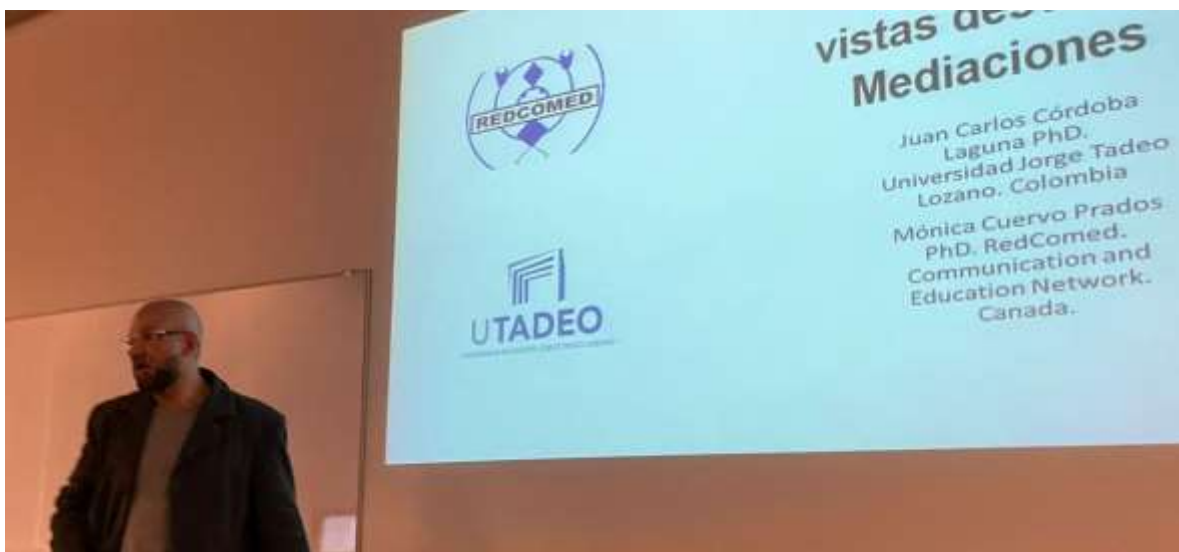 vistas des
Mediaciones
REDCOMED
Juan Carlos Córdoba
Laguna PhD.
Universidad Jorge Tadeo
Lozano. Colombia
Mónica Cuervo Prados
PhD. RedComed.
Communication and
Education Network.
Canada.
UTADEO